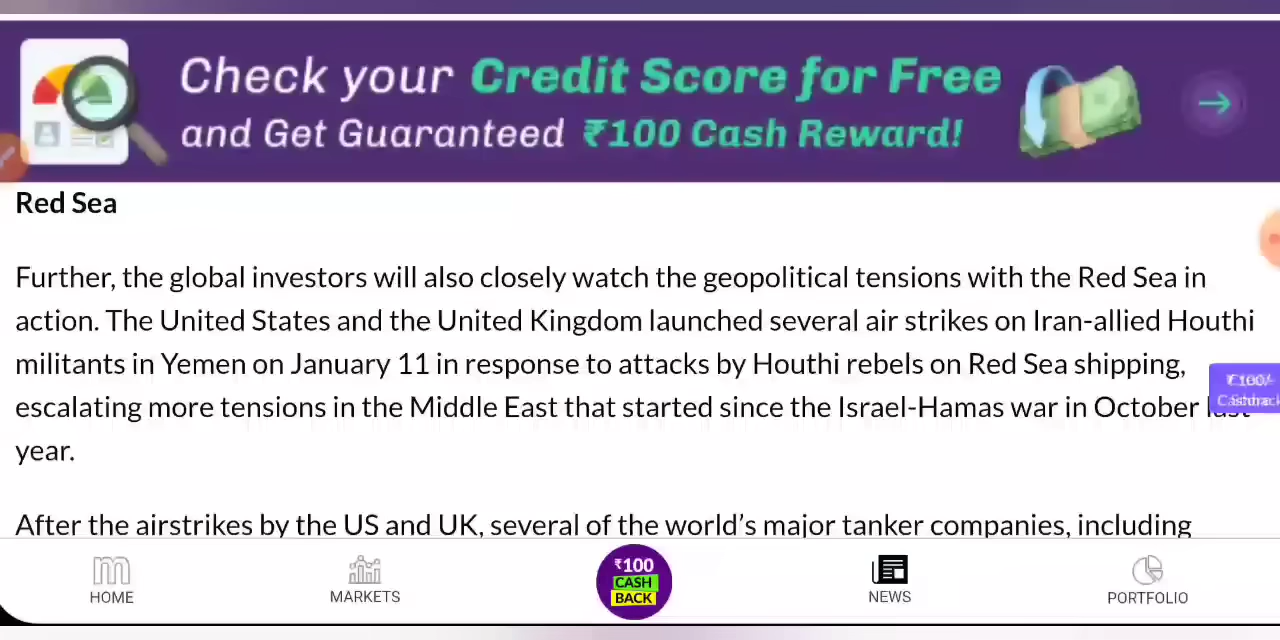 Check your Credit Score for Free
and Get Guaranteed ₹100 Cash Reward!
Red Sea
Further, the global investors will also closely watch the geopolitical tensions with the Red Sea in
action. The United States and the United Kingdom launched several air strikes on Iran-allied Houthi
militants in Yemen on January 11 in response to attacks by Houthi rebels on Red Sea shipping,
₹100/-
escalating more tensions in the Middle East that started since the Israel-Hamas war in October last
year.
After the airstrikes by the US and UK, several of the world’s major tanker companies, including
₹100
CASH
BACK
m
HOME
MARKETS
NEWS
PORTFOLIO